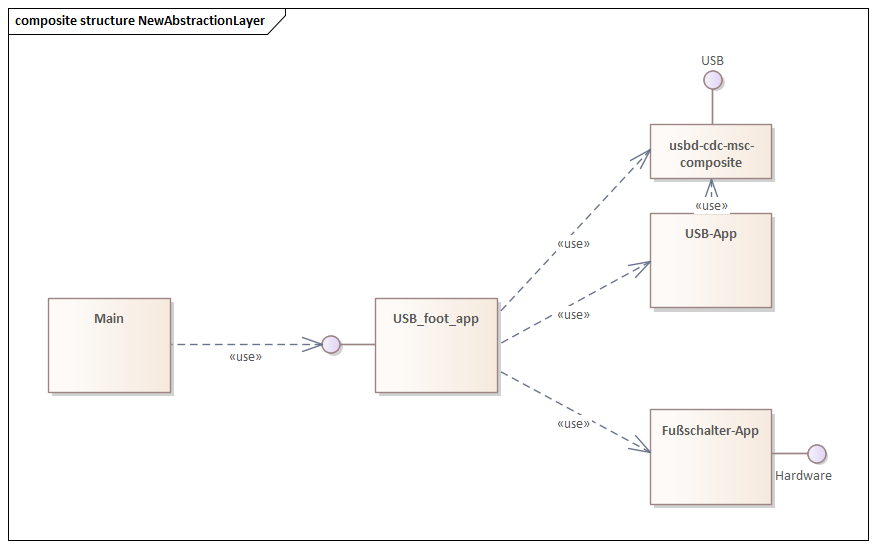 composite structure NewAbstractionLayer
USB
usbd-cdc-msc-
composite
«use»
USB-App
«use»
«use»
Main
USB_foot_app
«use»
«use»
Fußschalter-App
Hardware